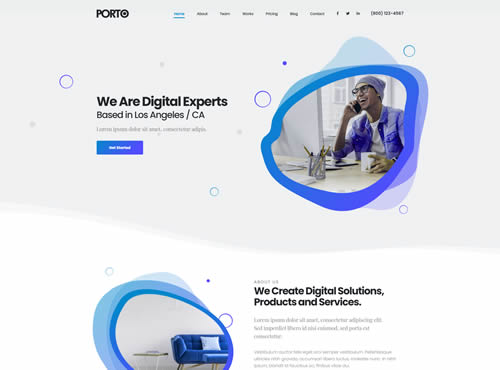 PORTO
Home About Team Works Pricing Blog Contact (800) 123-4567
We Are Digital Experts
Based in Los Angeles / CA
Lorem ipsum dolor sit amet, consectetur adipis.
Get Started
ABOUT US
We Create Digital Solutions,
Products and Services.
Lorem ipsum dolor sit amet, consectetur adipiscing elit.
Sed imperdiet libero id nisi euismod, sed porta est
consectetur.
Vestibulum auctor felis eget orci semper vestibulum. Pellentesque
ultricies nibh gravida, accumsan libero luctus, molestie nunc. In nibh
ipsum, blandit id faucibus ac, finibus vitae dui.